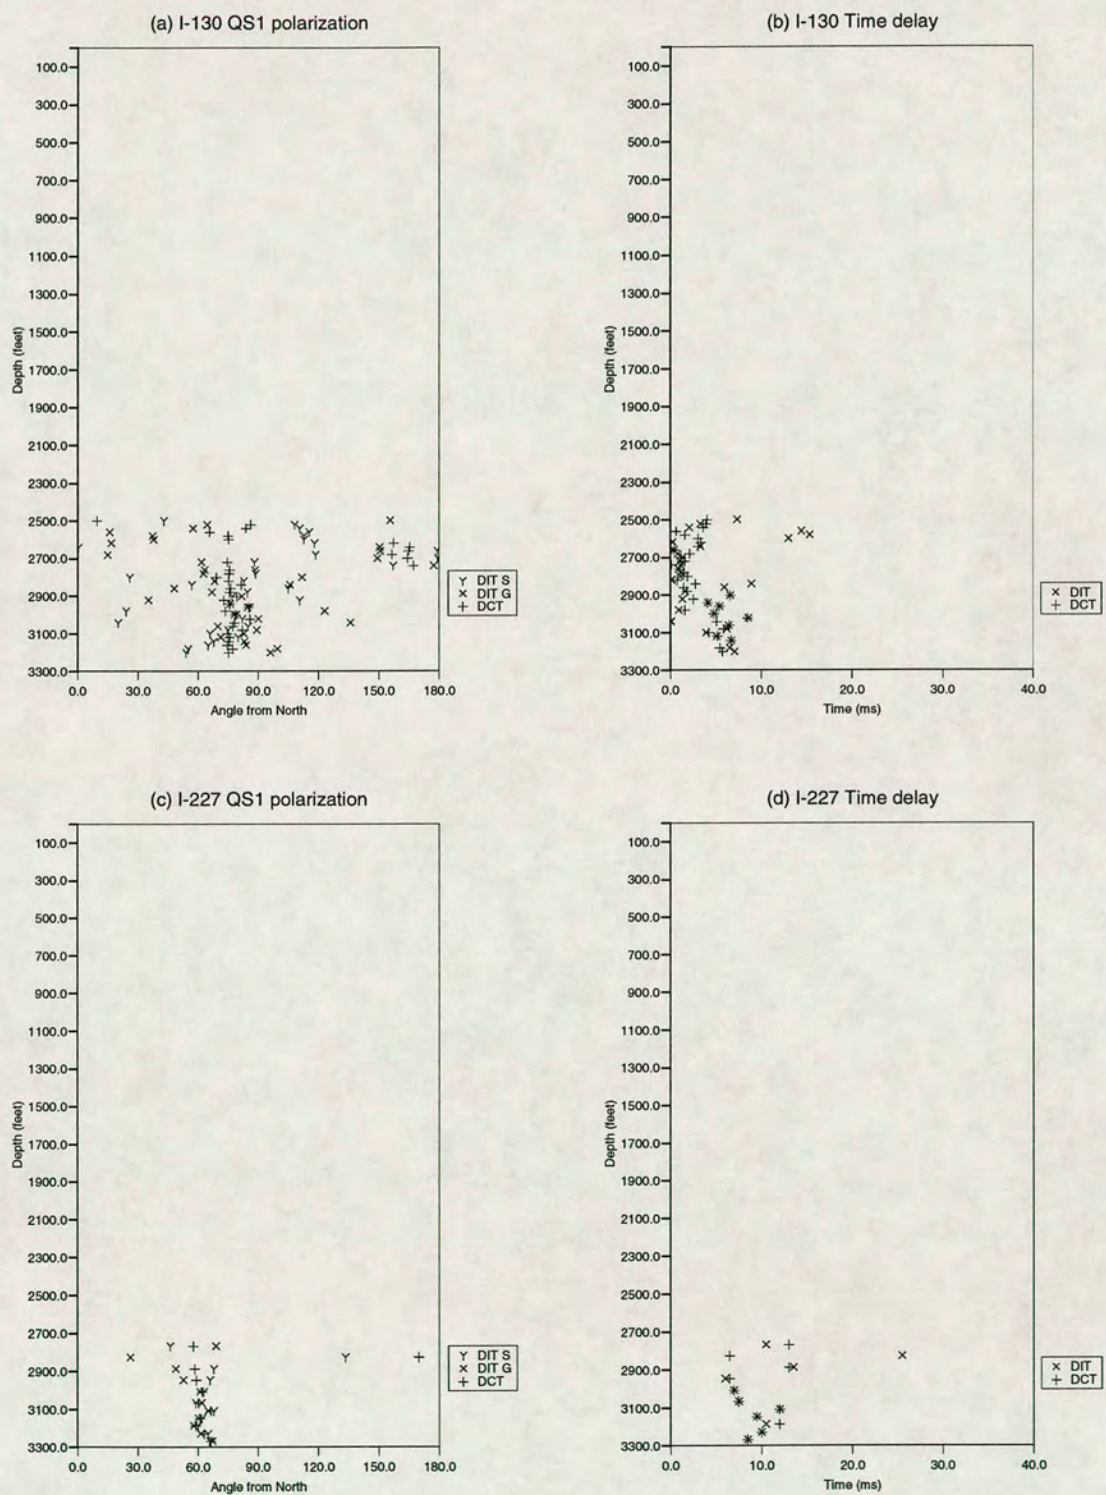 (a) I-130 QS1 polarization
100.0
300.0
500.0
700.0
900.0
1100.0
1300.0
1500.0
1700.0
1900.0
2100.0
2300.0
2500.0
2700.0
2900.0
3100.0
3300.0
Depth (feet)
0.0 30.0 60.0 90.0 120.0 150.0 180.0
Angle from North
DIT S
DIT G
DCT
(b) I-130 Time delay
100.0
300.0
500.0
700.0
900.0
1100.0
1300.0
1500.0
1700.0
1900.0
2100.0
2300.0
2500.0
2700.0
2900.0
3100.0
3300.0
Depth (feet)
0.0 10.0 20.0 30.0 40.0
Time (ms)
DIT
DCT
(c) I-227 QS1 polarization
100.0
300.0
500.0
700.0
900.0
1100.0
1300.0
1500.0
1700.0
1900.0
2100.0
2300.0
2500.0
2700.0
2900.0
3100.0
3300.0
Depth (feet)
0.0 30.0 60.0 90.0 120.0 150.0 180.0
Angle from North
DIT S
DIT G
DCT
(d) I-227 Time delay
100.0
300.0
500.0
700.0
900.0
1100.0
1300.0
1500.0
1700.0
1900.0
2100.0
2300.0
2500.0
2700.0
2900.0
3100.0
3300.0
Depth (feet)
0.0 10.0 20.0 30.0 40.0
Time (ms)
DIT
DCT